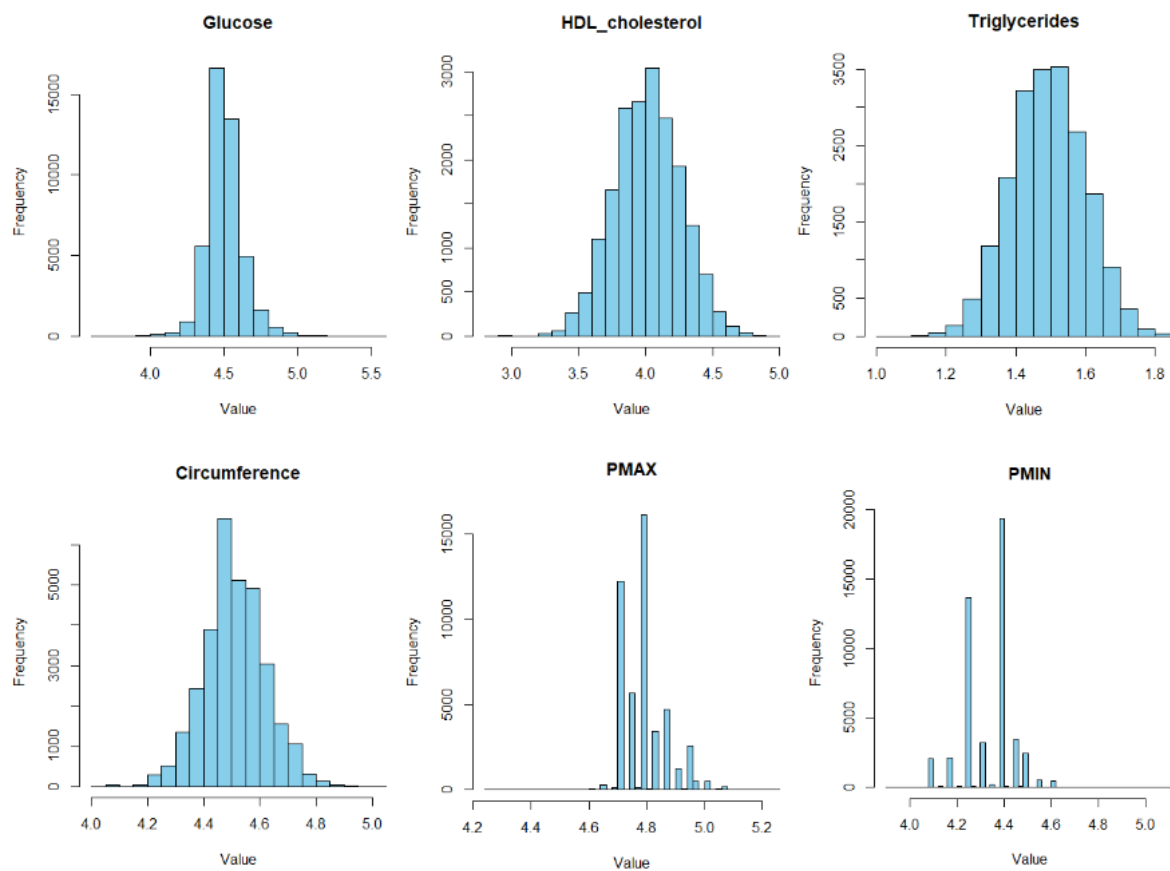 Glucose
Frequency
0 5000 10000 15000
4.0 4.5 5.0 5.5
Value
HDL_cholesterol
Frequency
0 500 1000 2000 3000
3.0 3.5 4.0 4.5 5.0
Value
Triglycerides
Frequency
0 500 1500 2500 3500
1.0 1.2 1.4 1.6 1.8
Value
Circumference
Frequency
0 1000 3000 5000
4.0 4.2 4.4 4.6 4.8 5.0
Value
PMAX
Frequency
0 5000 10000 15000
4.2 4.4 4.6 4.8 5.0 5.2
Value
PMIN
Frequency
0 5000 10000 15000 20000
4.0 4.2 4.4 4.6 4.8 5.0
Value